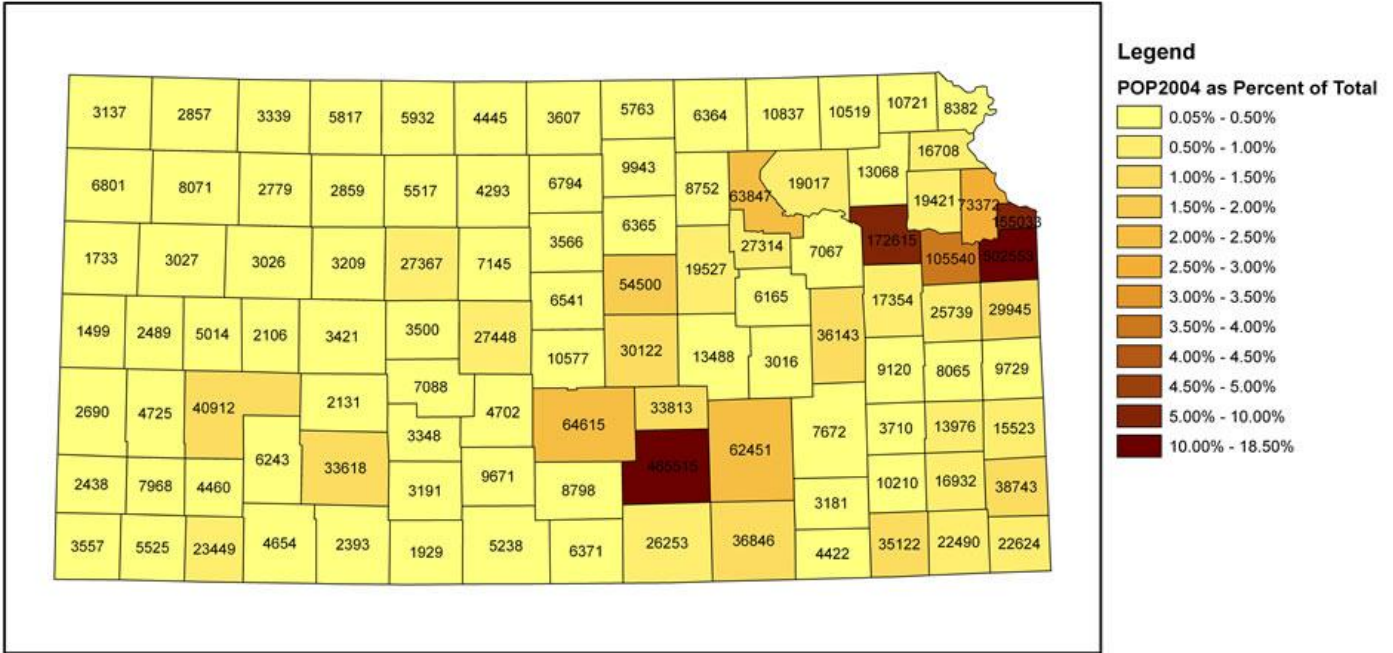 Legend
POP2004 as Percent of Total
0.05% - 0.50%
0.50% - 1.00%
1.00% - 1.50%
1.50% - 2.00%
2.00% - 2.50%
2.50% - 3.00%
3.00% - 3.50%
3.50% - 4.00%
4.00% - 4.50%
4.50% - 5.00%
5.00% - 10.00%
10.00% - 18.50%
3137 2857 3339 5817 5932 4445 3607 5763 6364 10837 10519 10721 8382
6801 8071 2779 2859 5517 4293 6794 9943 8752 63847 19017 13068 16708
19421 73372 155033
1733 3027 3026 3209 27367 7145 3566 6365 19527 27314 7067 172615 105540 502553
1499 2489 5014 2106 3421 3500 27448 6541 54500 6165 17354 25739 29945
10577 30122 13488 3016 36143 9120 8065 9729
2690 4725 40912 2131 7088 4702 64615 33813 62451 7672 3710 13976 15523
6243 33618 3348
2438 7968 4460 3191 9671 8798 3181 10210 16932 38743
3557 5525 23449 4654 2393 1929 5238 6371 26253 36846 4422 35122 22490 22624